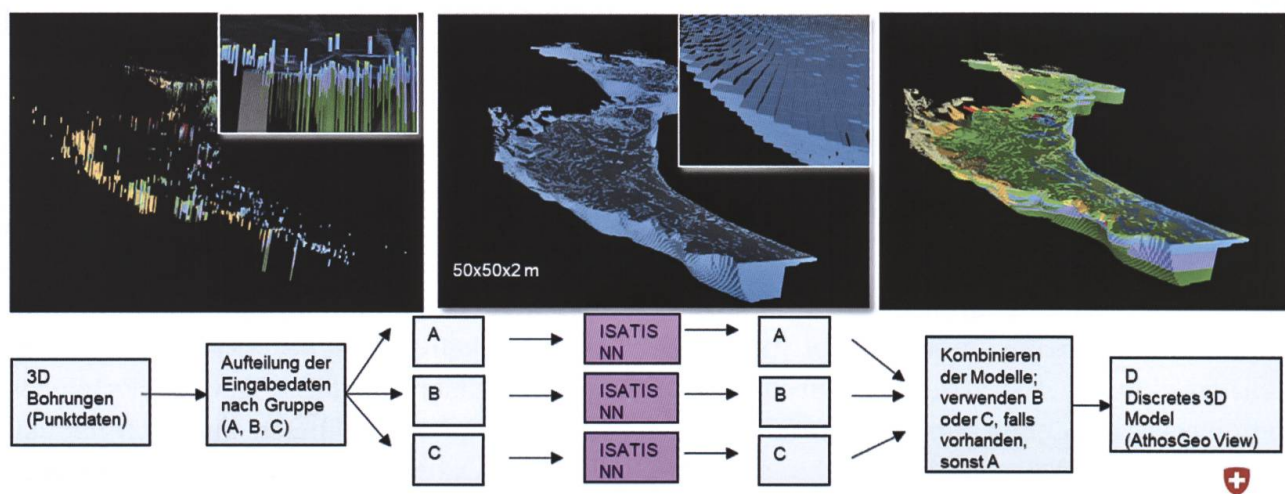 50x50x2 m
3D
Bohrungen
(Punktdaten)
Aufteilung der
Eingabedaten
nach Gruppe
(A, B, C)
A
B
C
ISATIS
NN
ISATIS
NN
ISATIS
NN
A
B
C
Kombinieren
der Modelle;
verwenden B
oder C, falls
vorhanden,
sonst A
D
Discretes 3D
Model
(AthosGeo View)